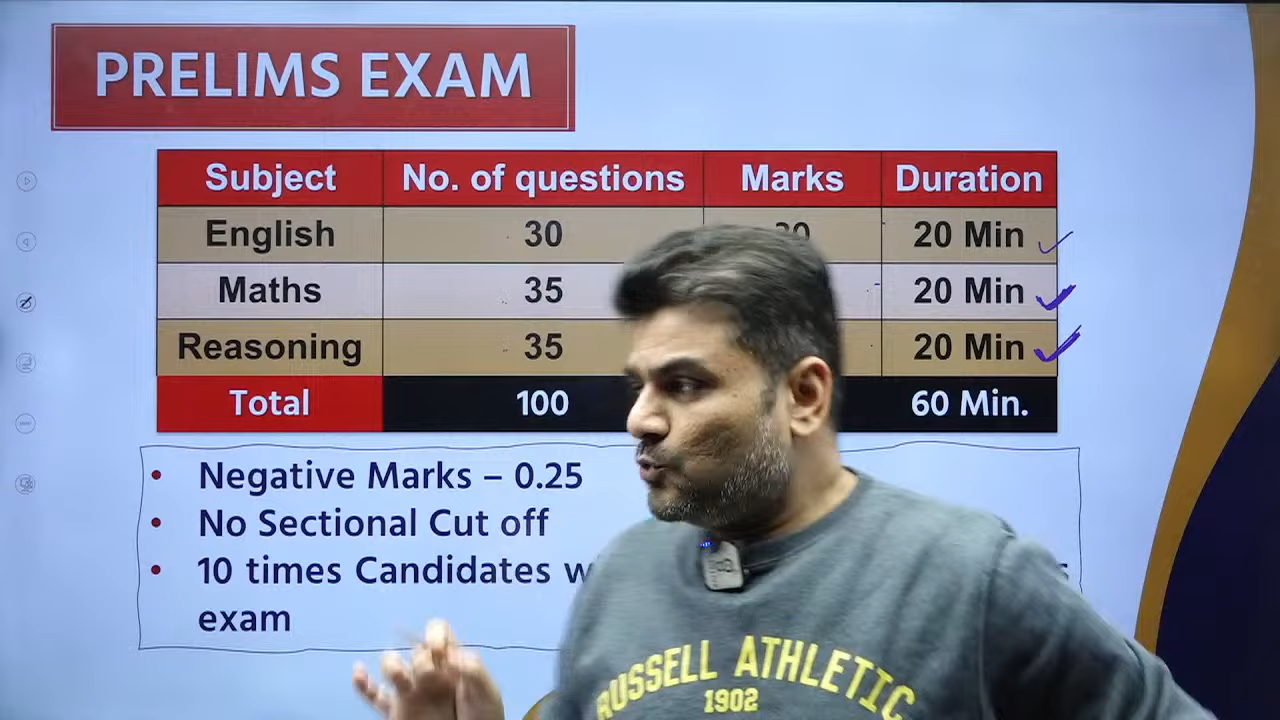 PRELIMS EXAM
Subject No. of questions Marks Duration
English 30 30 20 Min
Maths 35 20 Min
Reasoning 35 20 Min
Total 100 60 Min.
• Negative Marks – 0.25
• No Sectional Cut off
• 10 times Candidates
exam
RUSSELL ATHLETIC
1902